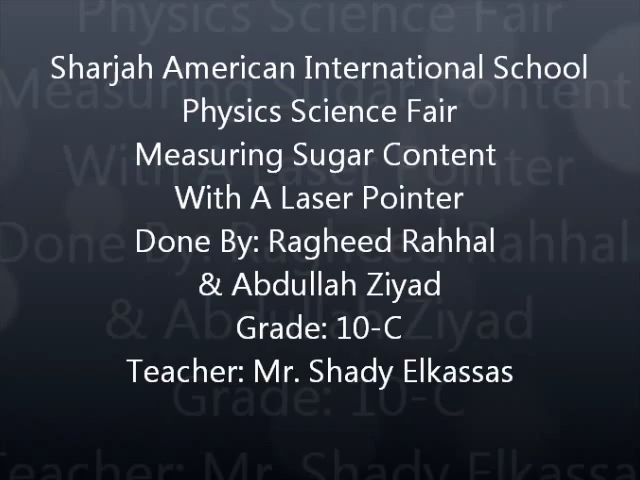 Sharjah American International School
Physics Science Fair
Measuring Sugar Content
With A Laser Pointer
Done By: Ragheed Rahhal
& Abdullah Ziyad
Grade: 10-C
Teacher: Mr. Shady Elkassas